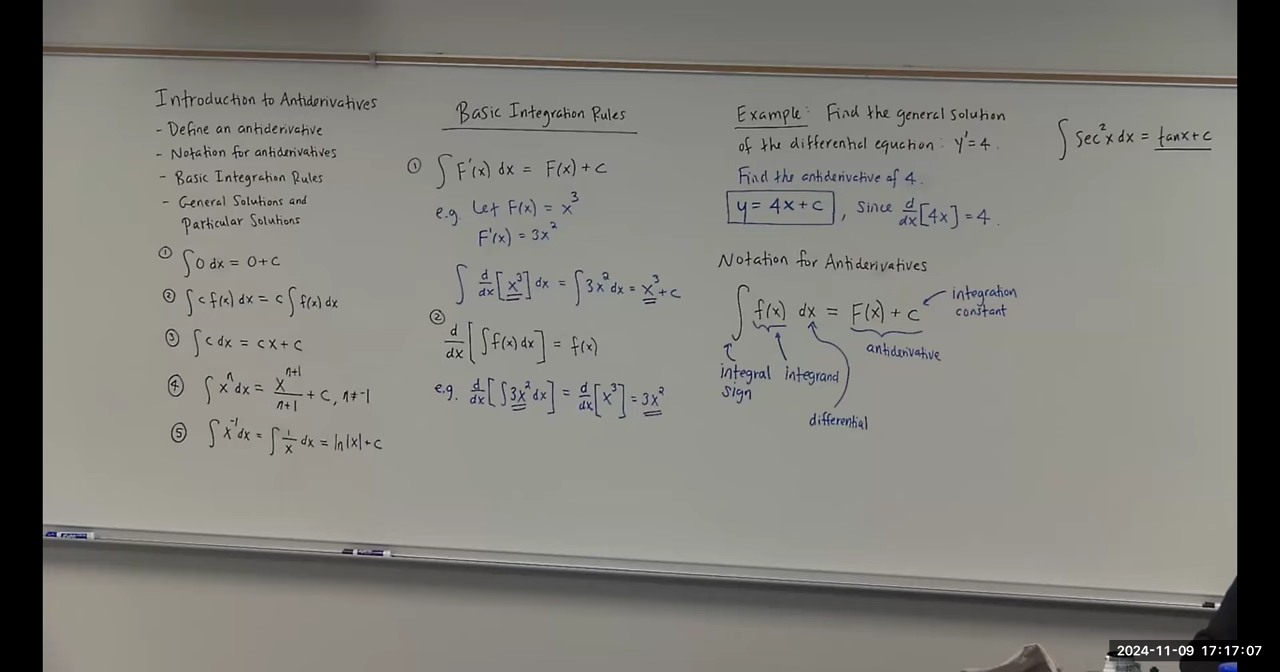 Introduction to Antiderivatives
- Define an antiderivative
- Notation for antiderivatives
- Basic Integration Rules
- General Solutions and
Particular Solutions
① ∫ 0 dx = 0 + C
② ∫ c f(x) dx = c ∫ f(x) dx
③ ∫ c dx = cx + c
④ ∫ xⁿ dx = xⁿ⁺¹/(n+1) + C, n ≠ -1
⑤ ∫ x⁻¹ dx = ∫ 1/x dx = ln|x| + C
Basic Integration Rules
① ∫ F'(x) dx = F(x) + C
e.g. Let F(x) = x³
F'(x) = 3x²
∫ d/dx [x³] dx = ∫ 3x² dx = x³ + C
②
d/dx [∫ f(x) dx] = f(x)
e.g. d/dx [∫ 3x² dx] = d/dx [x³] = 3x²
Example: Find the general solution
of the differential equation: y' = 4.
Find the antiderivative of 4.
y = 4x + C, since d/dx [4x] = 4.
Notation for Antiderivatives
∫ f(x) dx = F(x) + C
integration
constant
antiderivative
integral
sign
integrand
differential
∫ sec²x dx = tanx + c
2024-11-09 17:17:07